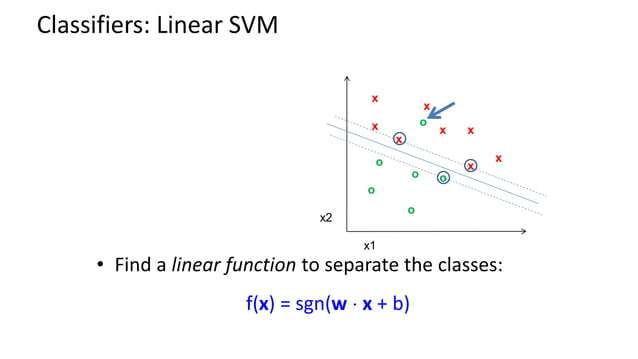 Classifiers: Linear SVM
x x
o
x x x
x
x x
o
o o
o
o
x2
x1
• Find a linear function to separate the classes:
f(x) = sgn(w · x + b)